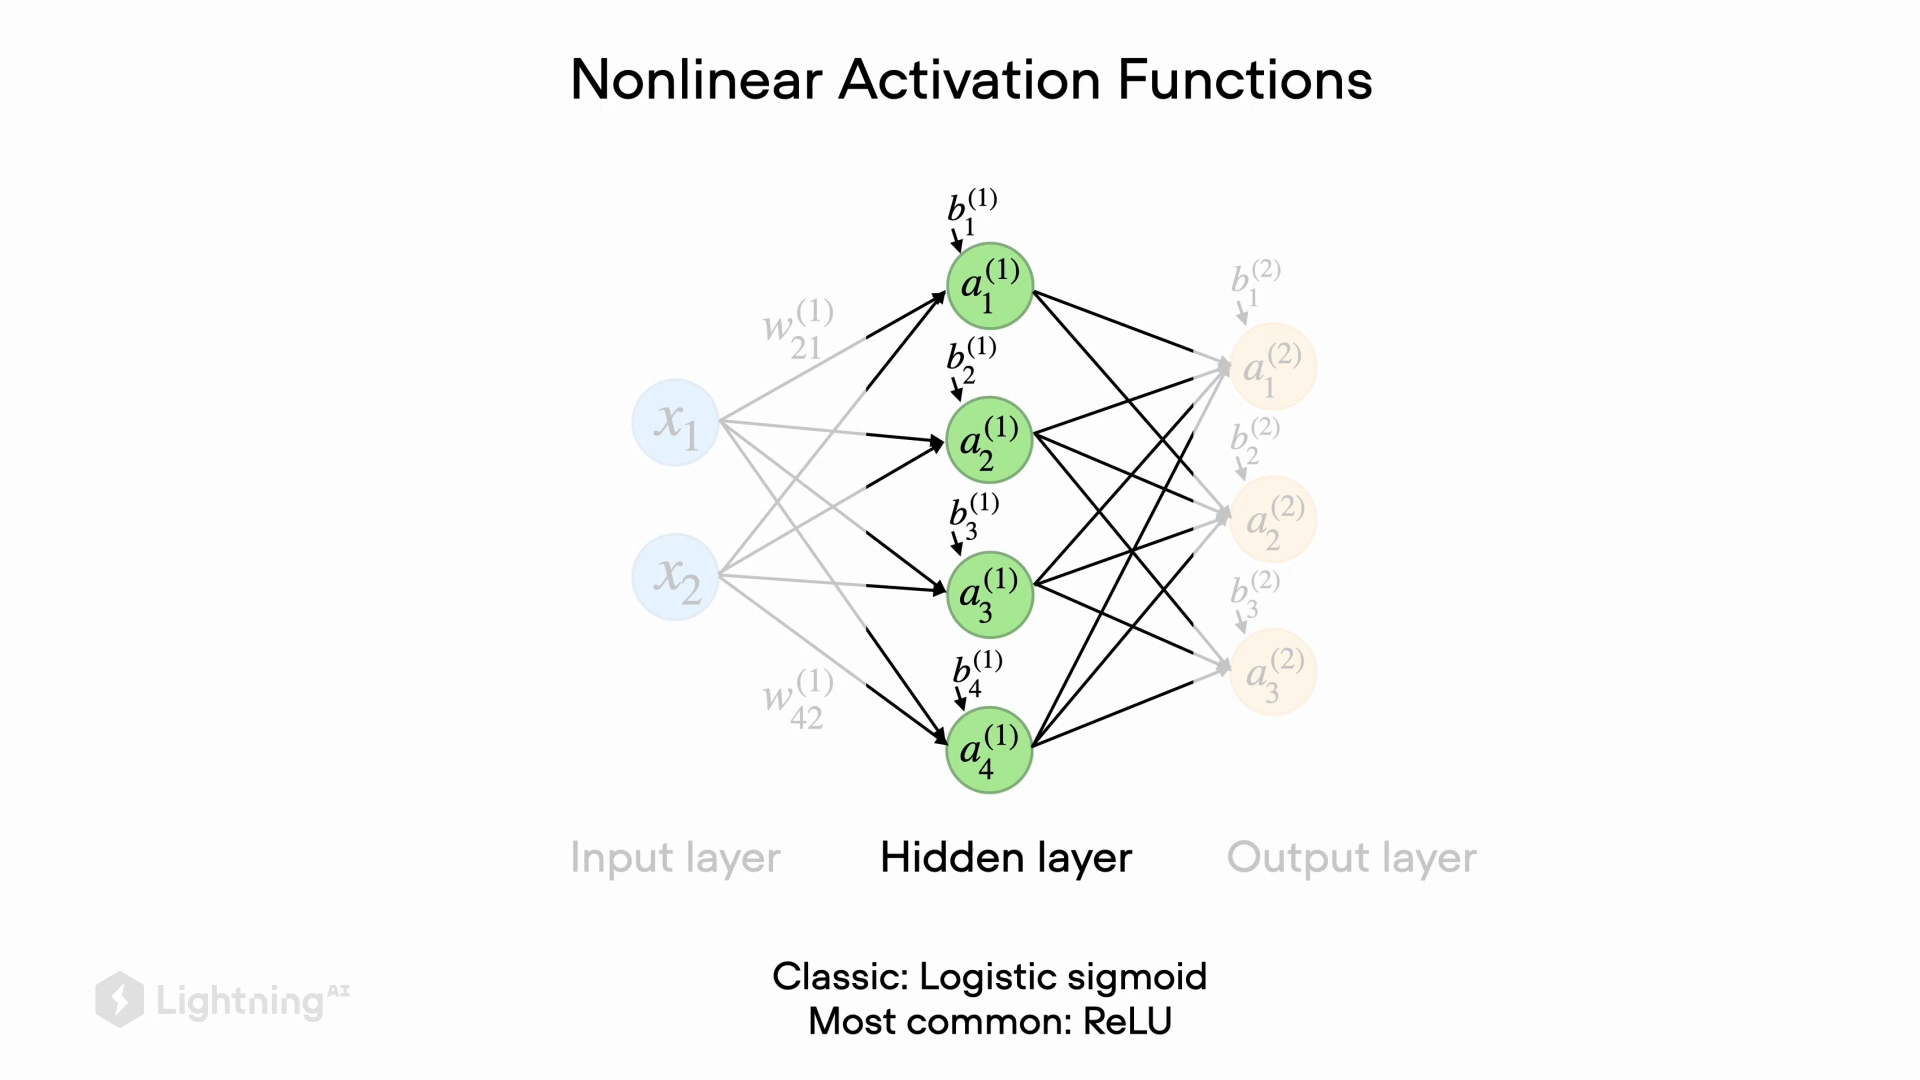 Nonlinear Activation Functions
b₁⁽¹⁾
a₁⁽¹⁾
w₂₁⁽¹⁾
b₂⁽¹⁾
a₂⁽¹⁾
b₃⁽¹⁾
a₃⁽¹⁾
b₄⁽¹⁾
a₄⁽¹⁾
w₄₂⁽¹⁾
x₁
x₂
b₁⁽²⁾
a₁⁽²⁾
b₂⁽²⁾
a₂⁽²⁾
b₃⁽²⁾
a₃⁽²⁾
Input layer
Hidden layer
Output layer
Classic: Logistic sigmoid
Most common: ReLU
Lightning AI